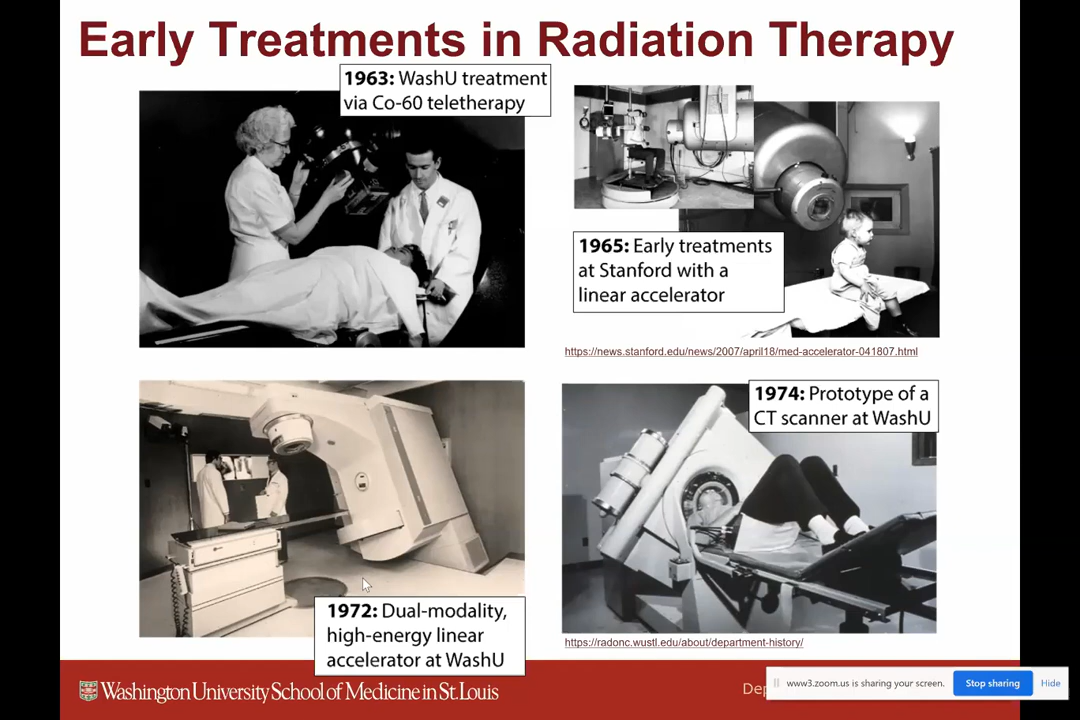 Early Treatments in Radiation Therapy
1963: WashU treatment
via Co-60 teletherapy
1965: Early treatments
at Stanford with a
linear accelerator
https://news.stanford.edu/news/2007/april18/med-accelerator-041807.html
1974: Prototype of a
CT scanner at WashU
1972: Dual-modality,
high-energy linear
accelerator at WashU
https://radonc.wustl.edu/about/department-history/
Washington University School of Medicine in St. Louis
www3.zoom.us is sharing your screen.
Stop sharing
Hide